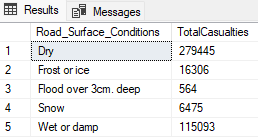 Results Messages
Road_Surface_Conditions TotalCasualties
1 Dry 279445
2 Frost or ice 16306
3 Flood over 3cm. deep 564
4 Snow 6475
5 Wet or damp 115093